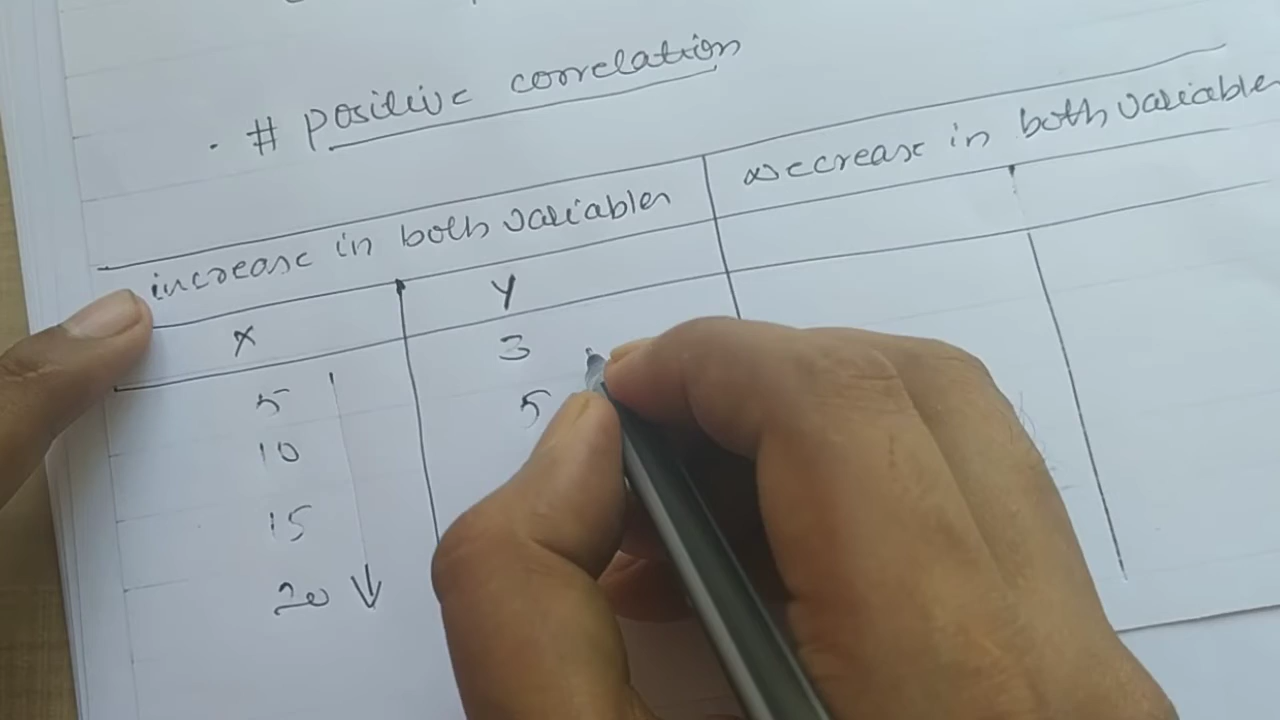 . # positive correlation
increase in both variables
Decrease in both variables
X Y
5 3
10 5
15
20